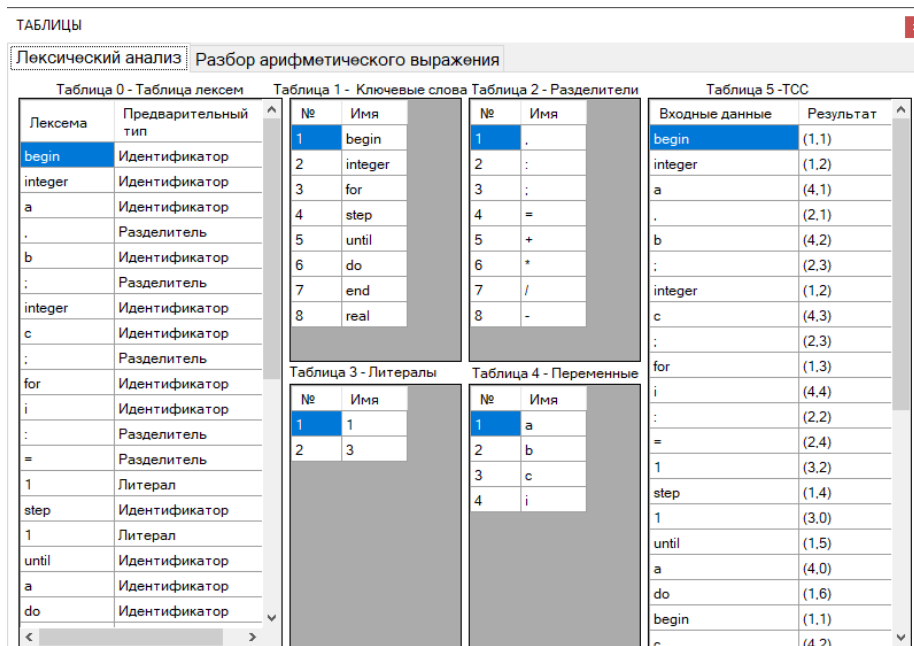 ТАБЛИЦЫ
Лексический анализ Разбор арифметического выражения
Таблица 0 - Таблица лексем
Лексема Предварительный тип
begin Идентификатор
integer Идентификатор
a Идентификатор
, Разделитель
b Идентификатор
; Разделитель
integer Идентификатор
c Идентификатор
; Разделитель
for Идентификатор
i Идентификатор
: Разделитель
= Разделитель
1 Литерал
step Идентификатор
1 Литерал
until Идентификатор
a Идентификатор
do Идентификатор
Таблица 1 - Ключевые слова
№ Имя
1 begin
2 integer
3 for
4 step
5 until
6 do
7 end
8 real
Таблица 2 - Разделители
№ Имя
1 ,
2 :
3 ;
4 =
5 +
6 *
7 /
8 -
Таблица 3 - Литералы
№ Имя
1 1
2 3
Таблица 4 - Переменные
№ Имя
1 a
2 b
3 c
4 i
Таблица 5 -ТСС
Входные данные Результат
begin (1,1)
integer (1,2)
a (4,1)
, (2,1)
b (4,2)
; (2,3)
integer (1,2)
c (4,3)
; (2,3)
for (1,3)
i (4,4)
: (2,2)
= (2,4)
1 (3,2)
step (1,4)
1 (3,0)
until (1,5)
a (4,0)
do (1,6)
begin (1,1)
c (4,2)